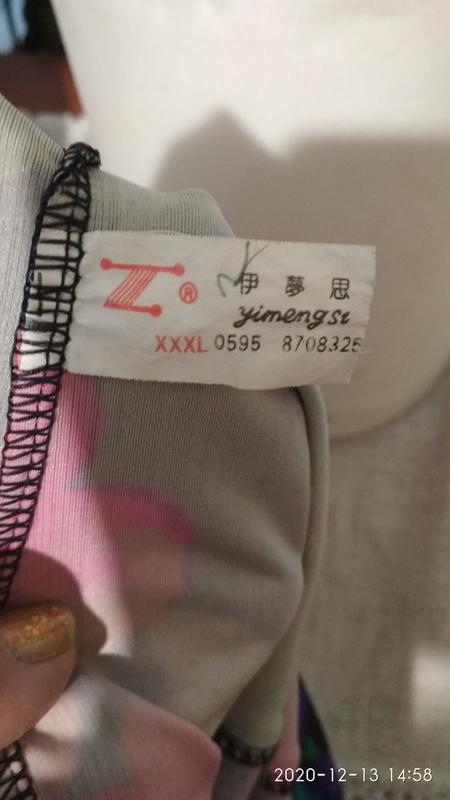 Z ®
伊夢思
yimengsi
XXXL 0595 8708325
2020-12-13 14:58